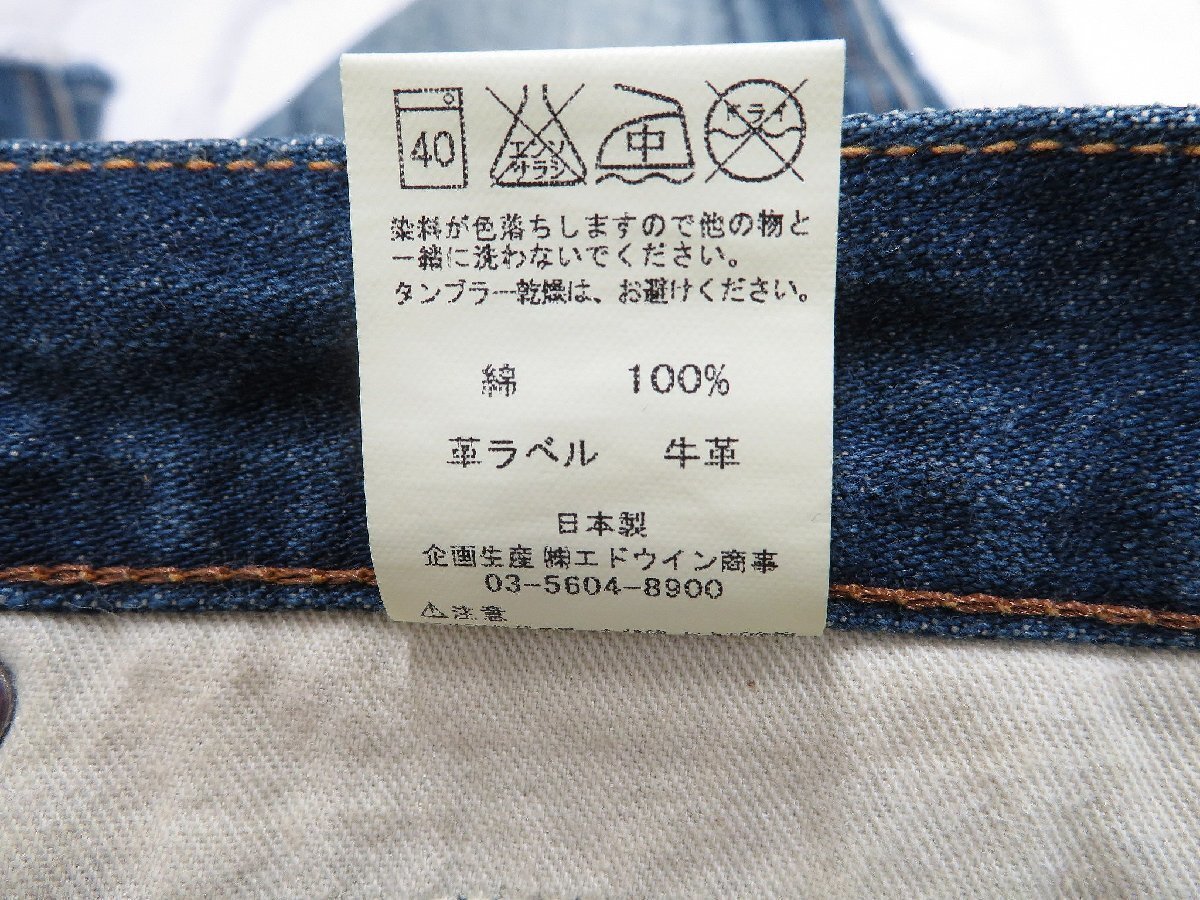 40
エンソ
サラシ
中
ドライ
染料が色落ちしますので他の物と
一緒に洗わないでください。
タンブラー乾燥は、お避けください。
綿 100%
革ラベル 牛革
日本製
企画生産 ㈱エドウイン商事
03-5604-8900
⚠注意